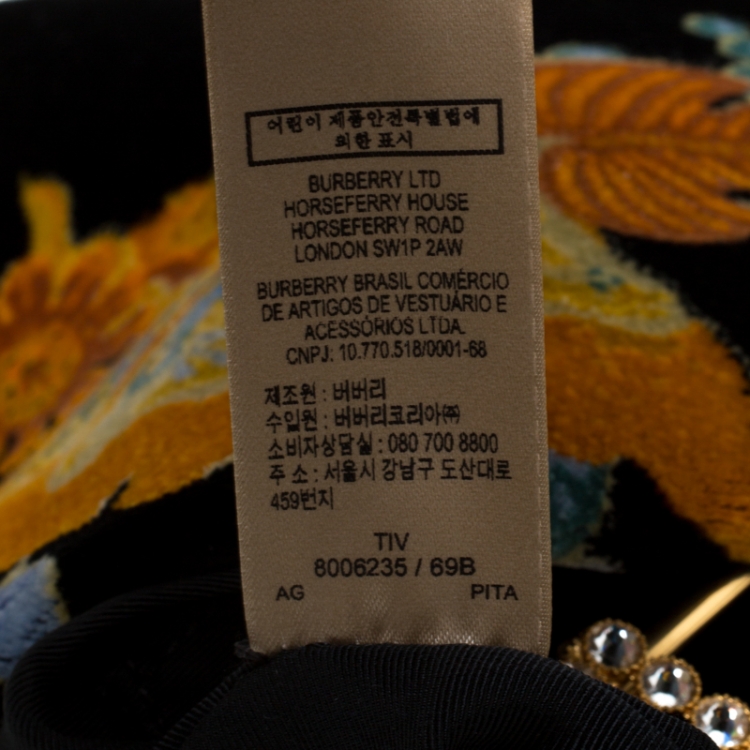 어린이 제품안전특별법에
의한 표시
BURBERRY LTD
HORSEFERRY HOUSE
HORSEFERRY ROAD
LONDON SW1P 2AW
BURBERRY BRASIL COMÉRCIO
DE ARTIGOS DE VESTUÁRIO E
ACESSÓRIOS LTDA.
CNPJ: 10.770.518/0001-68
제조원 : 버버리
수입원 : 버버리코리아㈜
소비자상담실 : 080 700 8800
주 소 : 서울시 강남구 도산대로
459번지
TIV
8006235 / 69B
AG PITA